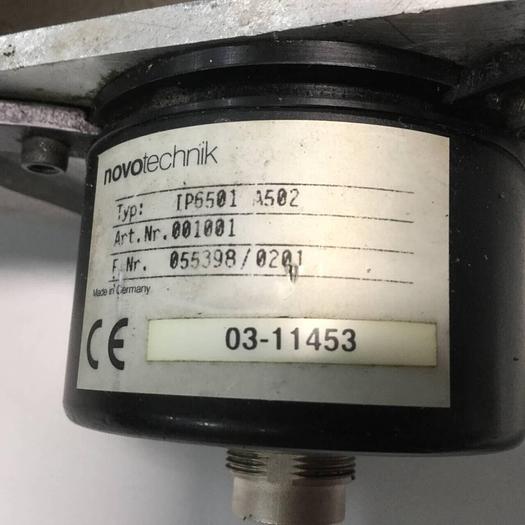 novotechnik
Typ: IP6501 A502
Art.Nr.001001
F.Nr. 055398/0201
Made in Germany
CE 03-11453